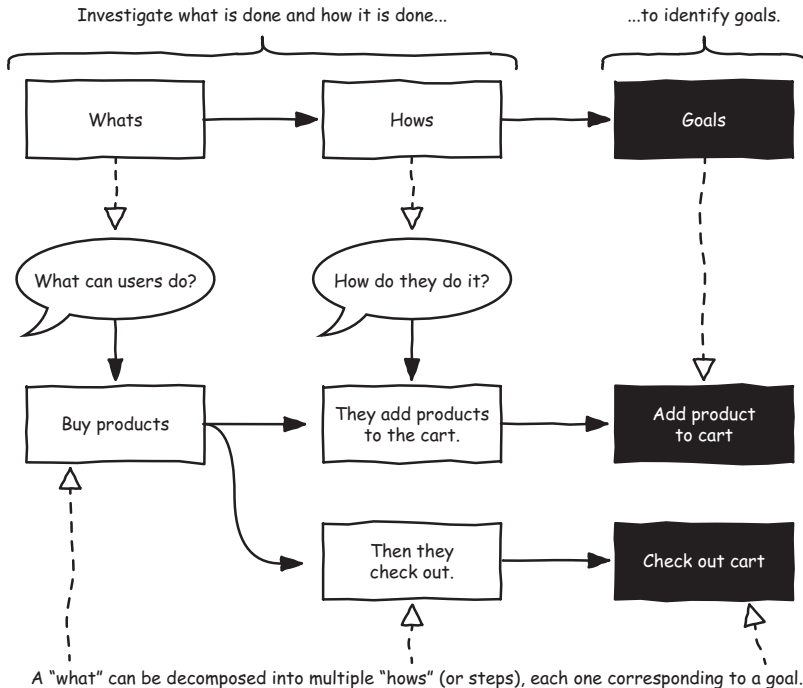 Investigate what is done and how it is done...
...to identify goals.
Whats
Hows
Goals
What can users do?
How do they do it?
Buy products
They add products
to the cart.
Add product
to cart
Then they
check out.
Check out cart
A “what” can be decomposed into multiple “hows” (or steps), each one corresponding to a goal.